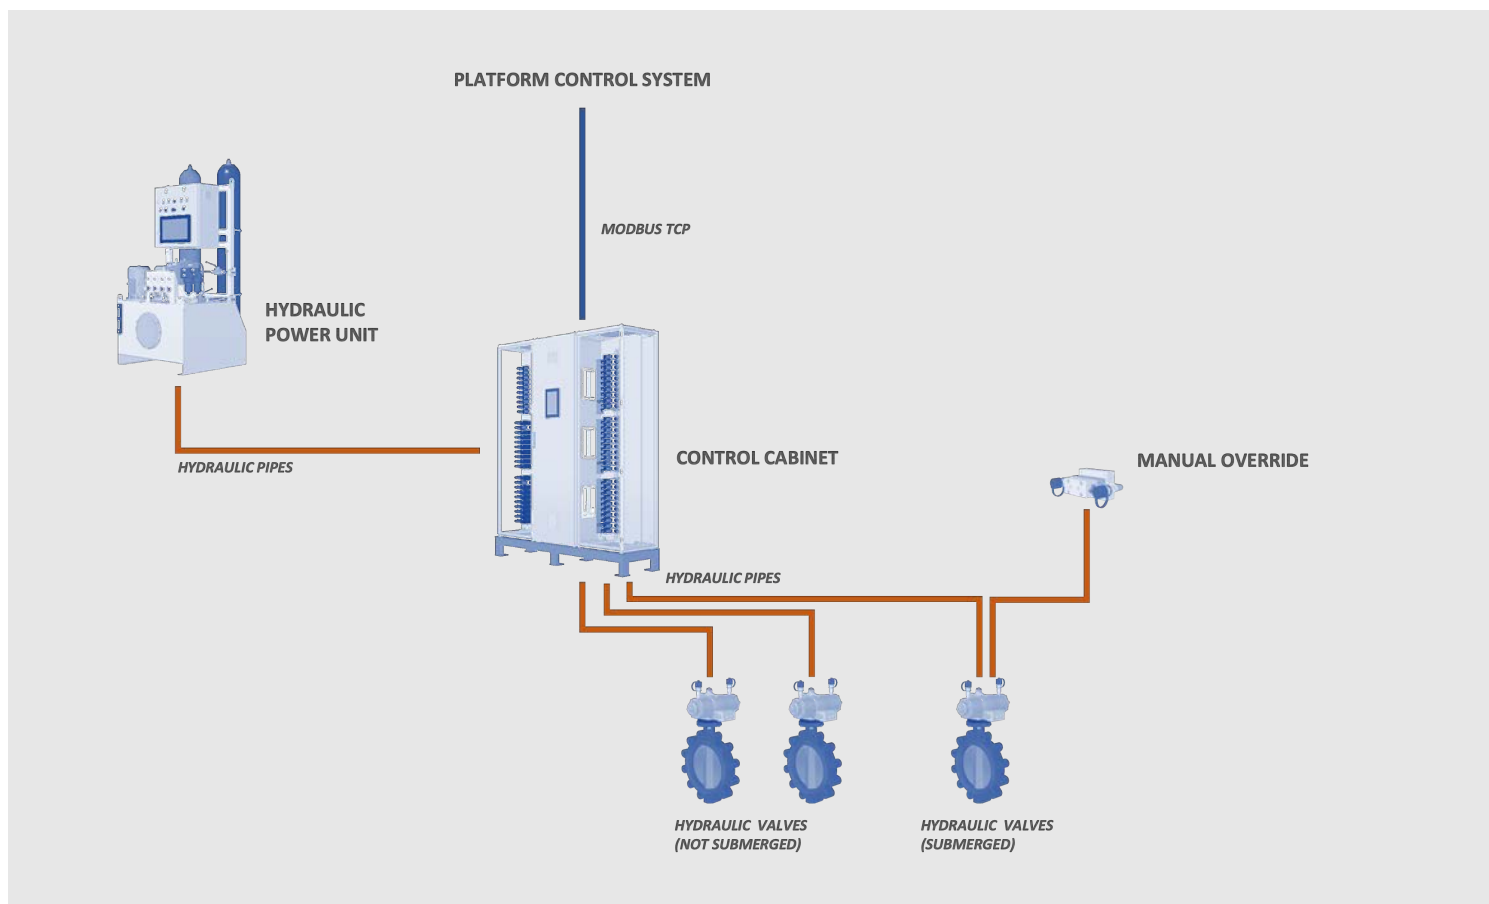 PLATFORM CONTROL SYSTEM
MODBUS TCP
HYDRAULIC
POWER UNIT
HYDRAULIC PIPES
CONTROL CABINET
MANUAL OVERRIDE
HYDRAULIC PIPES
HYDRAULIC VALVES
(NOT SUBMERGED)
HYDRAULIC VALVES
(SUBMERGED)